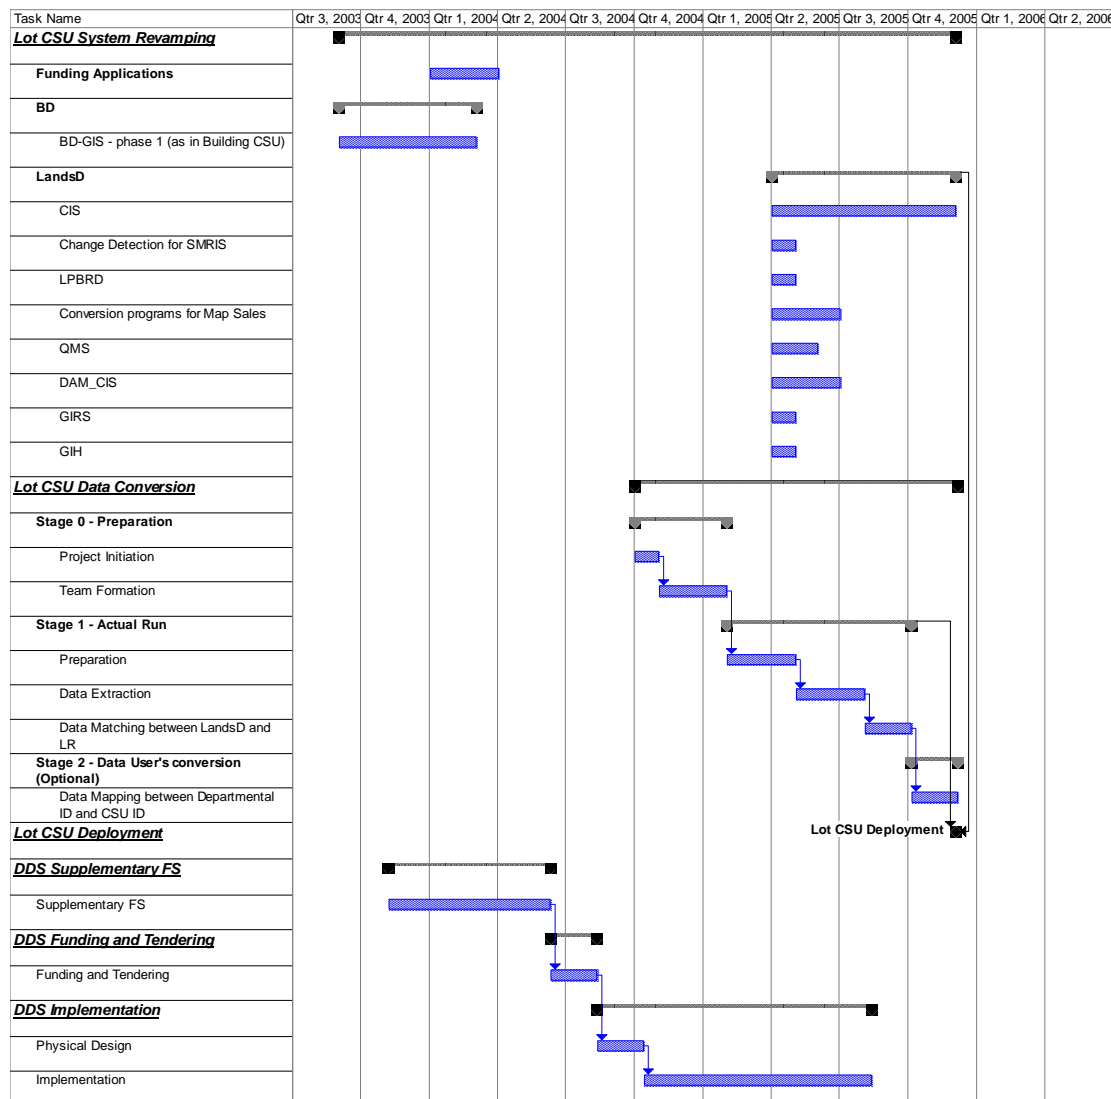 Task Name Qtr 3, 2003 Qtr 4, 2003 Qtr 1, 2004 Qtr 2, 2004 Qtr 3, 2004 Qtr 4, 2004 Qtr 1, 2005 Qtr 2, 2005 Qtr 3, 2005 Qtr 4, 2005 Qtr 1, 2006 Qtr 2, 2006
Lot CSU System Revamping
Funding Applications
BD
BD-GIS - phase 1 (as in Building CSU)
LandsD
CIS
Change Detection for SMRIS
LPBRD
Conversion programs for Map Sales
QMS
DAM_CIS
GIRS
GIH
Lot CSU Data Conversion
Stage 0 - Preparation
Project Initiation
Team Formation
Stage 1 - Actual Run
Preparation
Data Extraction
Data Matching between LandsD and
LR
Stage 2 - Data User's conversion
(Optional)
Data Mapping between Departmental
ID and CSU ID
Lot CSU Deployment Lot CSU Deployment
DDS Supplementary FS
Supplementary FS
DDS Funding and Tendering
Funding and Tendering
DDS Implementation
Physical Design
Implementation